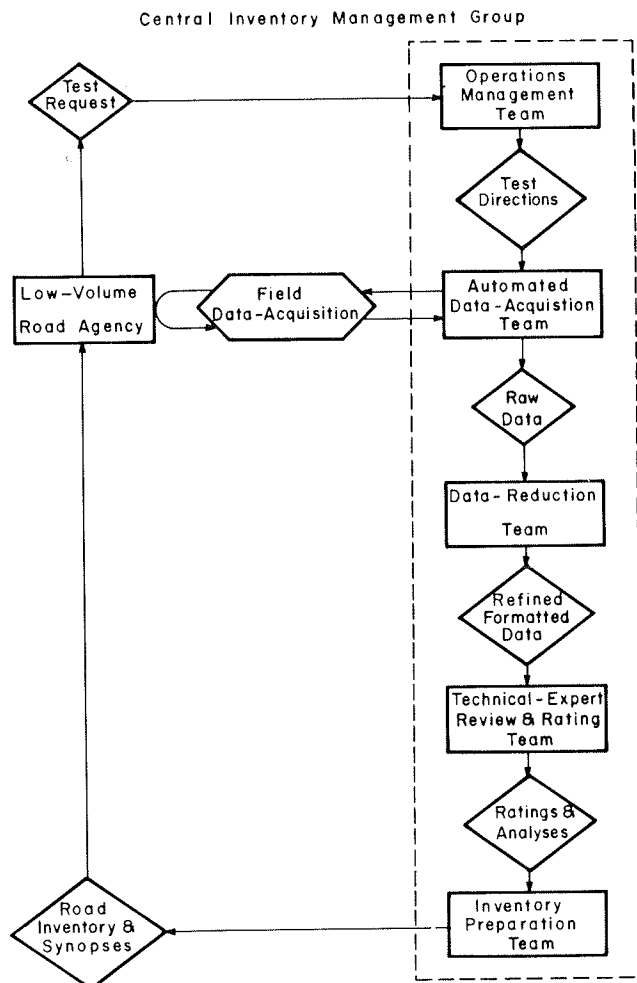 Central Inventory Management Group
Test
Request
Operations
Management
Team
Test
Directions
Low-Volume
Road Agency
Field
Data-Acquisition
Automated
Data-Acquistion
Team
Raw
Data
Data-Reduction
Team
Refined
Formatted
Data
Technical-Expert
Review & Rating
Team
Ratings &
Analyses
Road
Inventory &
Synopses
Inventory
Preparation
Team